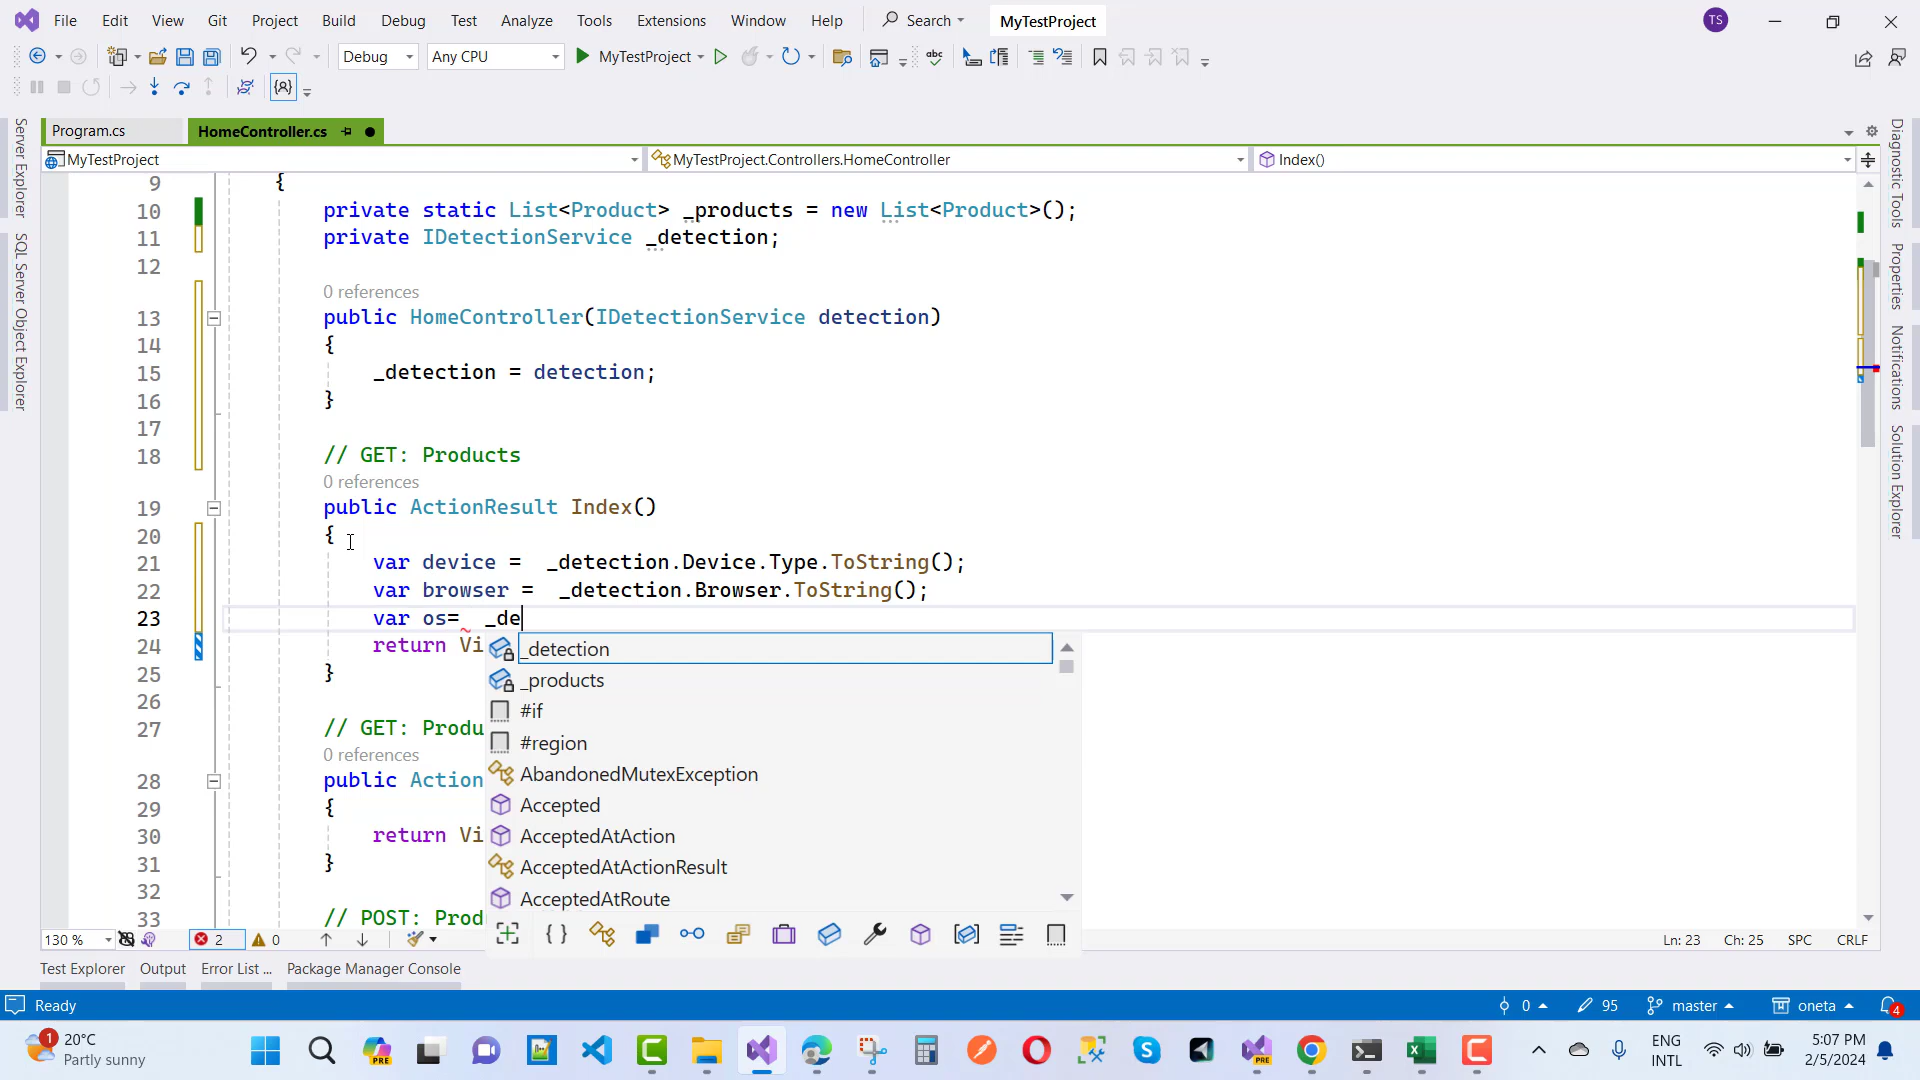 File Edit View Git Project Build Debug Test Analyze Tools Extensions Window Help Search MyTestProject TS
Debug Any CPU MyTestProject
Program.cs HomeController.cs
MyTestProject MyTestProject.Controllers.HomeController Index()
Server Explorer
SQL Server Object Explorer
9 {
10 private static List<Product> _products = new List<Product>();
11 private IDetectionService _detection;
12
0 references
13 public HomeController(IDetectionService detection)
14 {
15 _detection = detection;
16 }
17
18 // GET: Products
0 references
19 public ActionResult Index()
20 {
21 var device =  _detection.Device.Type.ToString();
22 var browser =  _detection.Browser.ToString();
23 var os=  _de
24 return Vi
25 }
26
27 // GET: Produ
0 references
28 public Action
29 {
30 return Vi
31 }
32
33 // POST: Prod
_detection
_products
#if
#region
AbandonedMutexException
Accepted
AcceptedAtAction
AcceptedAtActionResult
AcceptedAtRoute
Diagnostic Tools
Properties
Notifications
Solution Explorer
130 % 2 0 Ln: 23 Ch: 25 SPC CRLF
Test Explorer Output Error List ... Package Manager Console
Ready 0 95 master oneta 4
1 20°C
Partly sunny
PRE PRE
ENG
INTL
5:07 PM
2/5/2024